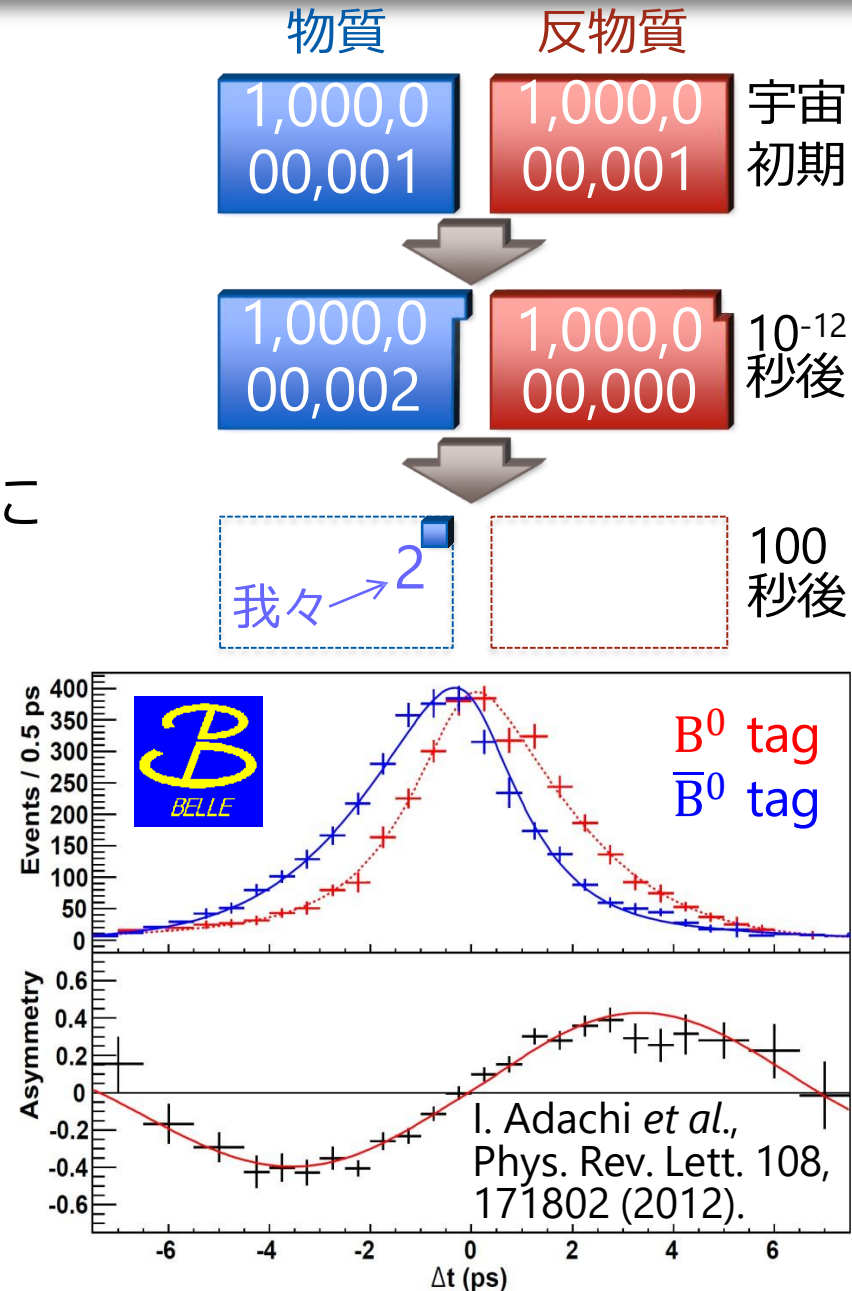 物質
反物質
1,000,0
00,001
1,000,0
00,001
宇宙
初期
1,000,0
00,002
1,000,0
00,000
10⁻¹²
秒後
に
我々
2
100
秒後
Events / 0.5 ps
400
350
300
250
200
150
100
50
0
B
BELLE
B⁰ tag
B̅⁰ tag
Asymmetry
0.6
0.4
0.2
0
-0.2
-0.4
-0.6
I. Adachi et al.,
Phys. Rev. Lett. 108,
171802 (2012).
-6 -4 -2 0 2 4 6
Δt (ps)